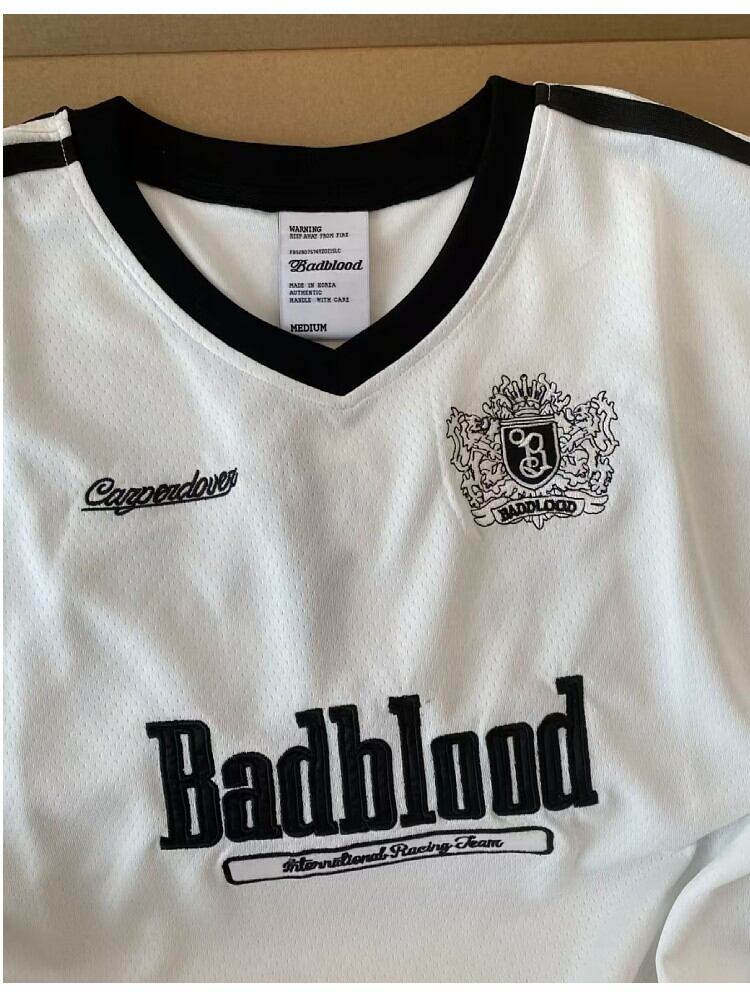 WARNING
KEEP AWAY FROM FIRE
Badblood
MADE IN KOREA
AUTHENTIC
HANDLE WITH CARE
MEDIUM
Carperdover
B
BADDLOOD
Badblood
International Racing Team